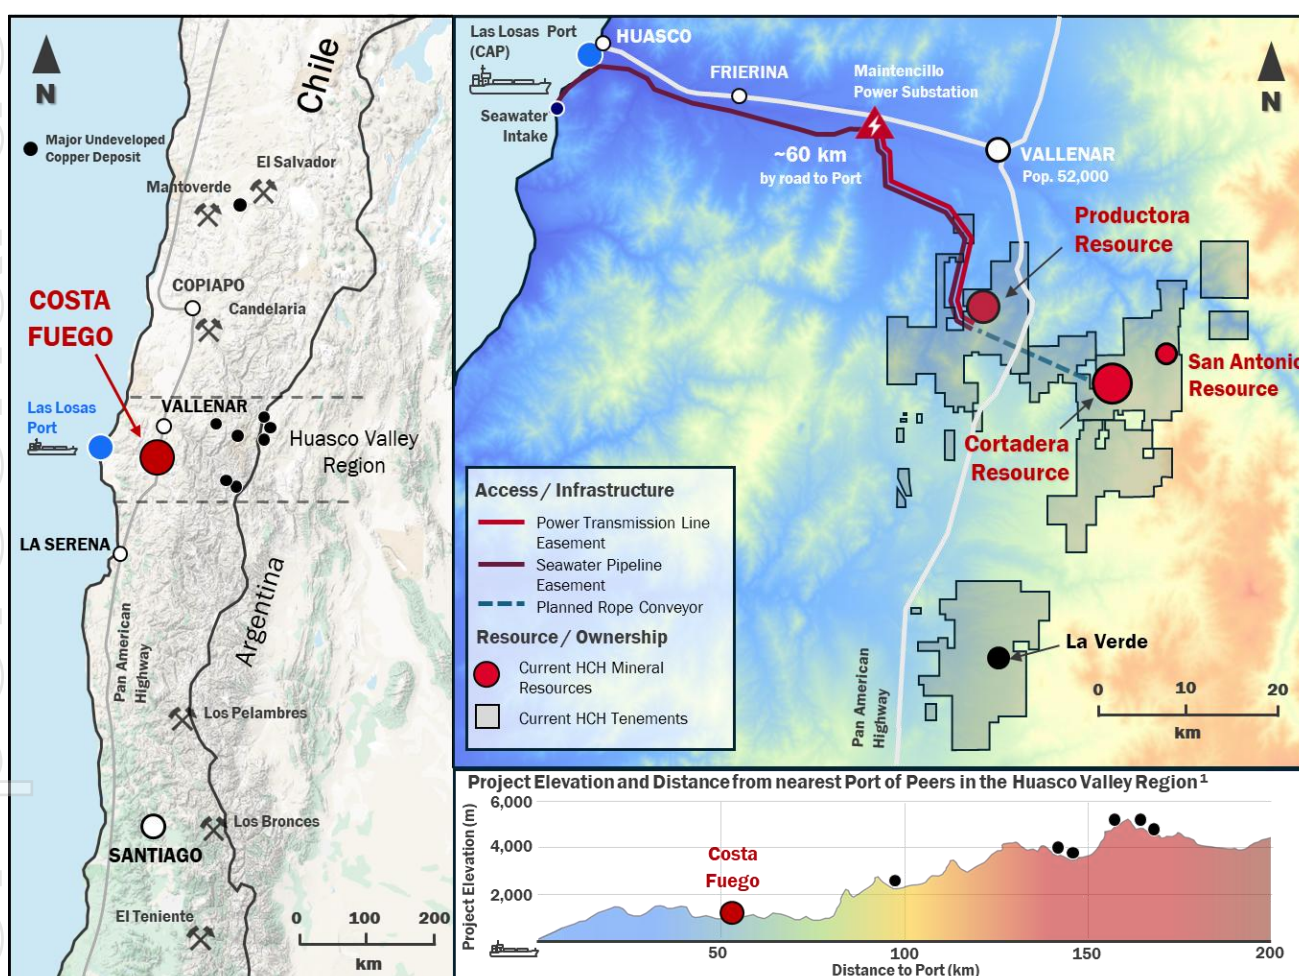 N
Chile
Major Undeveloped
Copper Deposit
El Salvador
Mantoverde
COPIAPO
Candelaria
COSTA
FUEGO
Las Losas
Port
VALLENAR
Huasco Valley
Region
LA SERENA
Pan American
Highway
Argentina
Los Pelambres
Los Bronces
SANTIAGO
El Teniente
0 100 200
km
Las Losas Port
(CAP)
HUASCO
Seawater
Intake
FRIERINA
Maintencillo
Power Substation
N
~60 km
by road to Port
VALLENAR
Pop. 52,000
Productora
Resource
San Antonio
Resource
Cortadera
Resource
Access / Infrastructure
Power Transmission Line
Easement
Seawater Pipeline
Easement
Planned Rope Conveyor
Resource / Ownership
Current HCH Mineral
Resources
Current HCH Tenements
Pan American
Highway
La Verde
0 10 20
km
Project Elevation and Distance from nearest Port of Peers in the Huasco Valley Region¹
Project Elevation (m)
6,000
4,000
2,000
Costa
Fuego
50 100 150 200
Distance to Port (km)